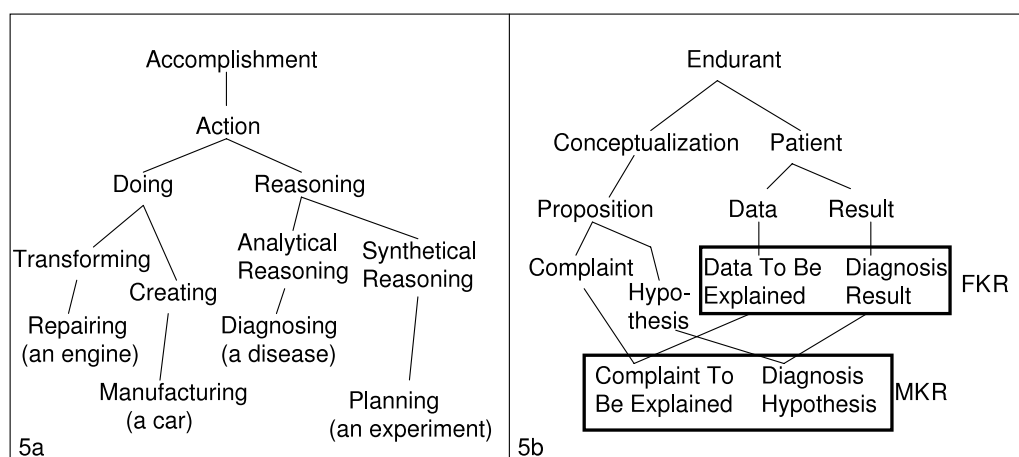 Accomplishment
Action
Doing
Reasoning
Transforming
Analytical
Reasoning
Synthetical
Reasoning
Creating
Repairing
(an engine)
Diagnosing
(a disease)
Manufacturing
(a car)
Planning
(an experiment)
5a
Endurant
Conceptualization
Patient
Proposition
Data
Result
Complaint
Hypo-
thesis
Data To Be
Explained
Diagnosis
Result
FKR
Complaint To
Be Explained
Diagnosis
Hypothesis
MKR
5b